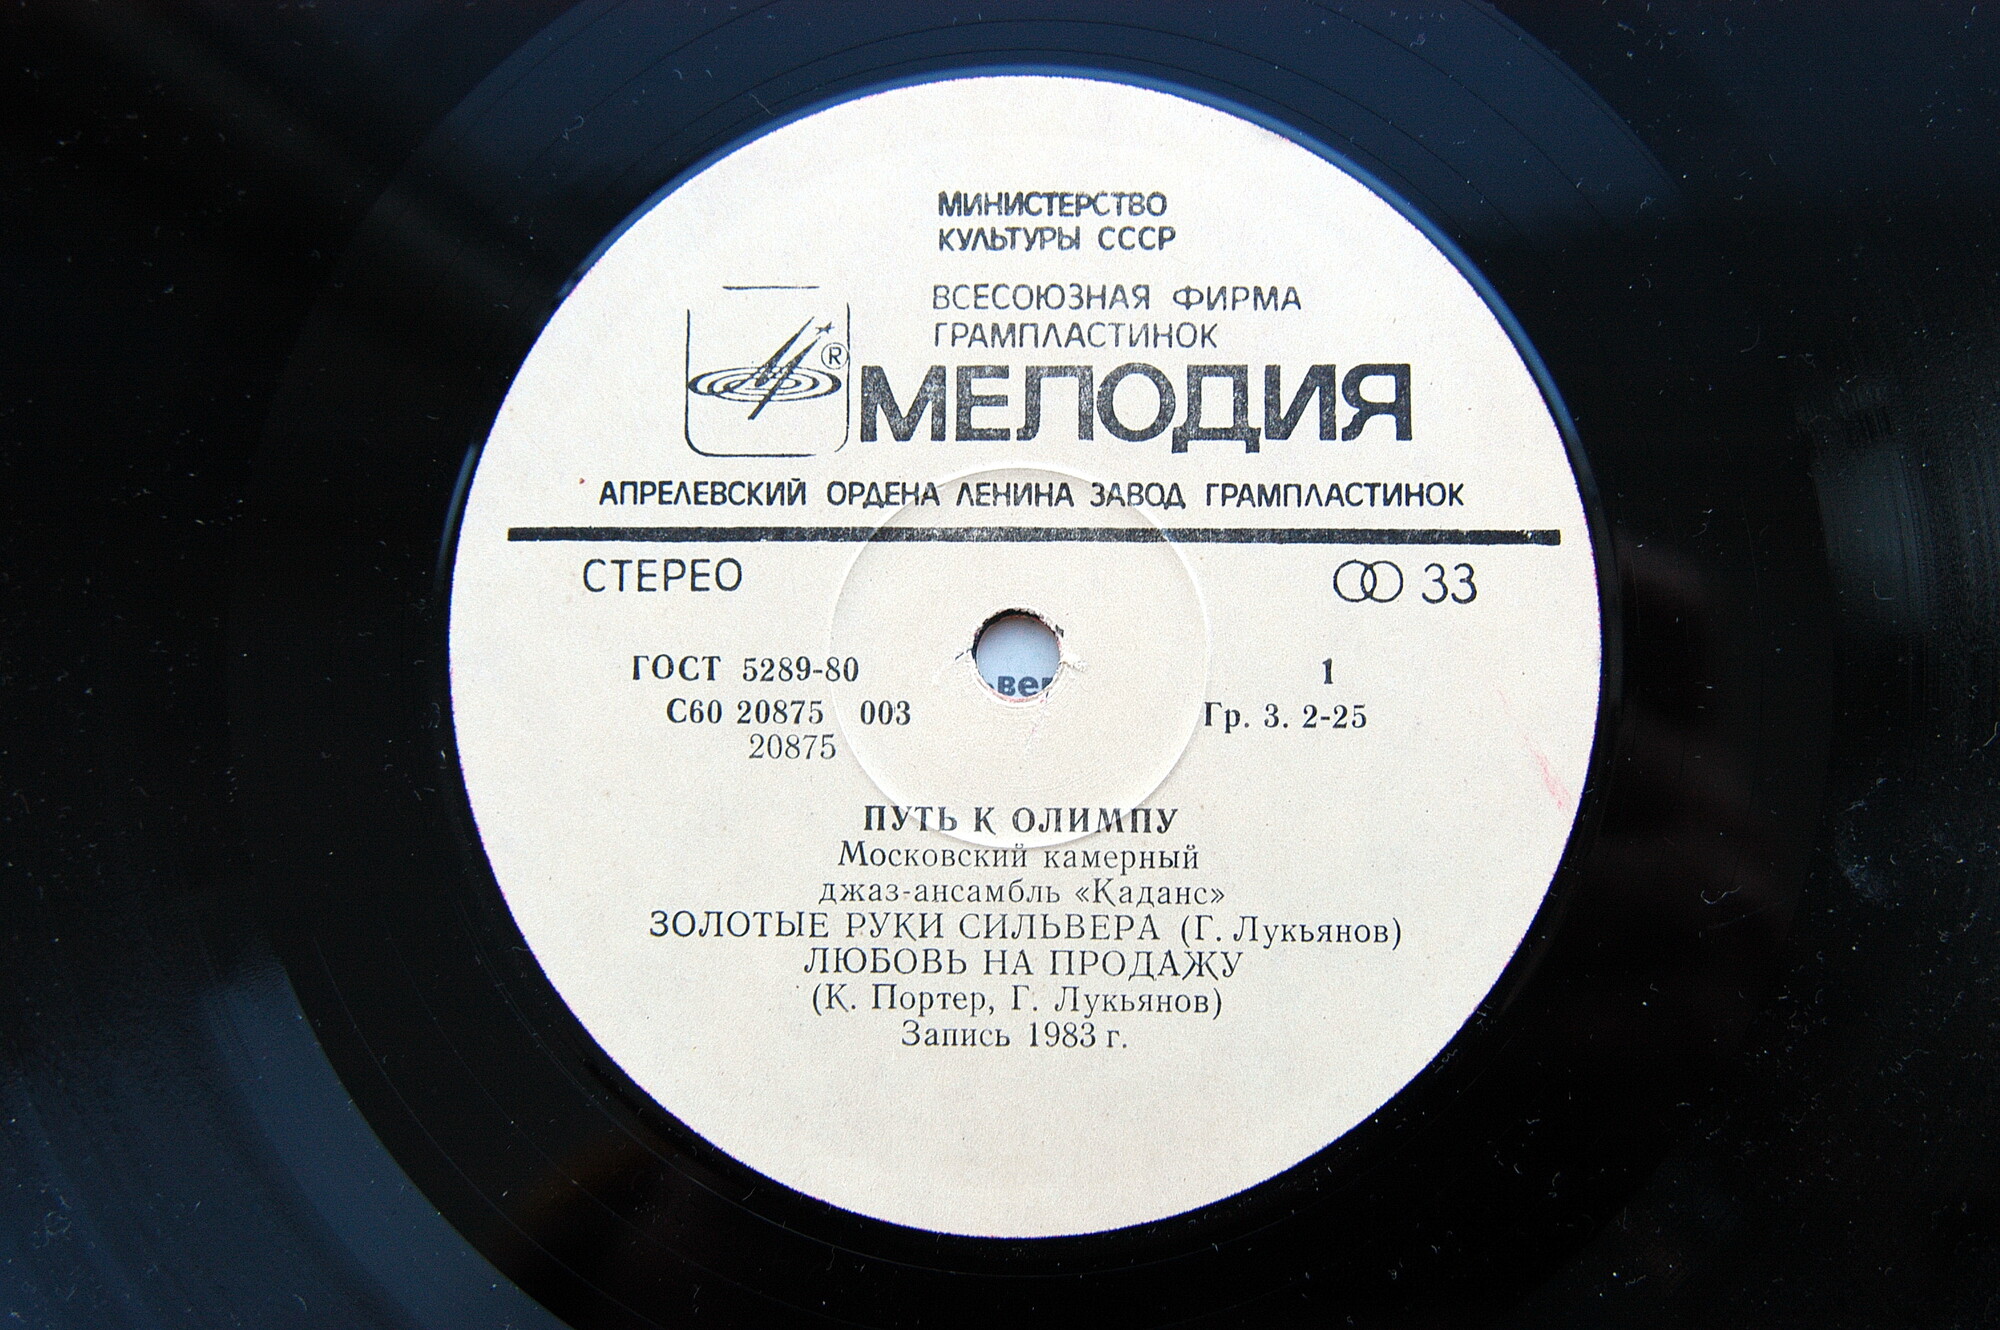 МИНИСТЕРСТВО
КУЛЬТУРЫ СССР
ВСЕСОЮЗНАЯ ФИРМА
ГРАМПЛАСТИНОК
® МЕЛОДИЯ
АПРЕЛЕВСКИЙ ОРДЕНА ЛЕНИНА ЗАВОД ГРАМПЛАСТИНОК
СТЕРЕО 33
ГОСТ 5289-80 1
С60 20875 003 Гр. 3. 2-25
20875
ПУТЬ К ОЛИМПУ
Московский камерный
джаз-ансамбль «Каданс»
ЗОЛОТЫЕ РУКИ СИЛЬВЕРА (Г. Лукьянов)
ЛЮБОВЬ НА ПРОДАЖУ
(К. Портер, Г. Лукьянов)
Запись 1983 г.